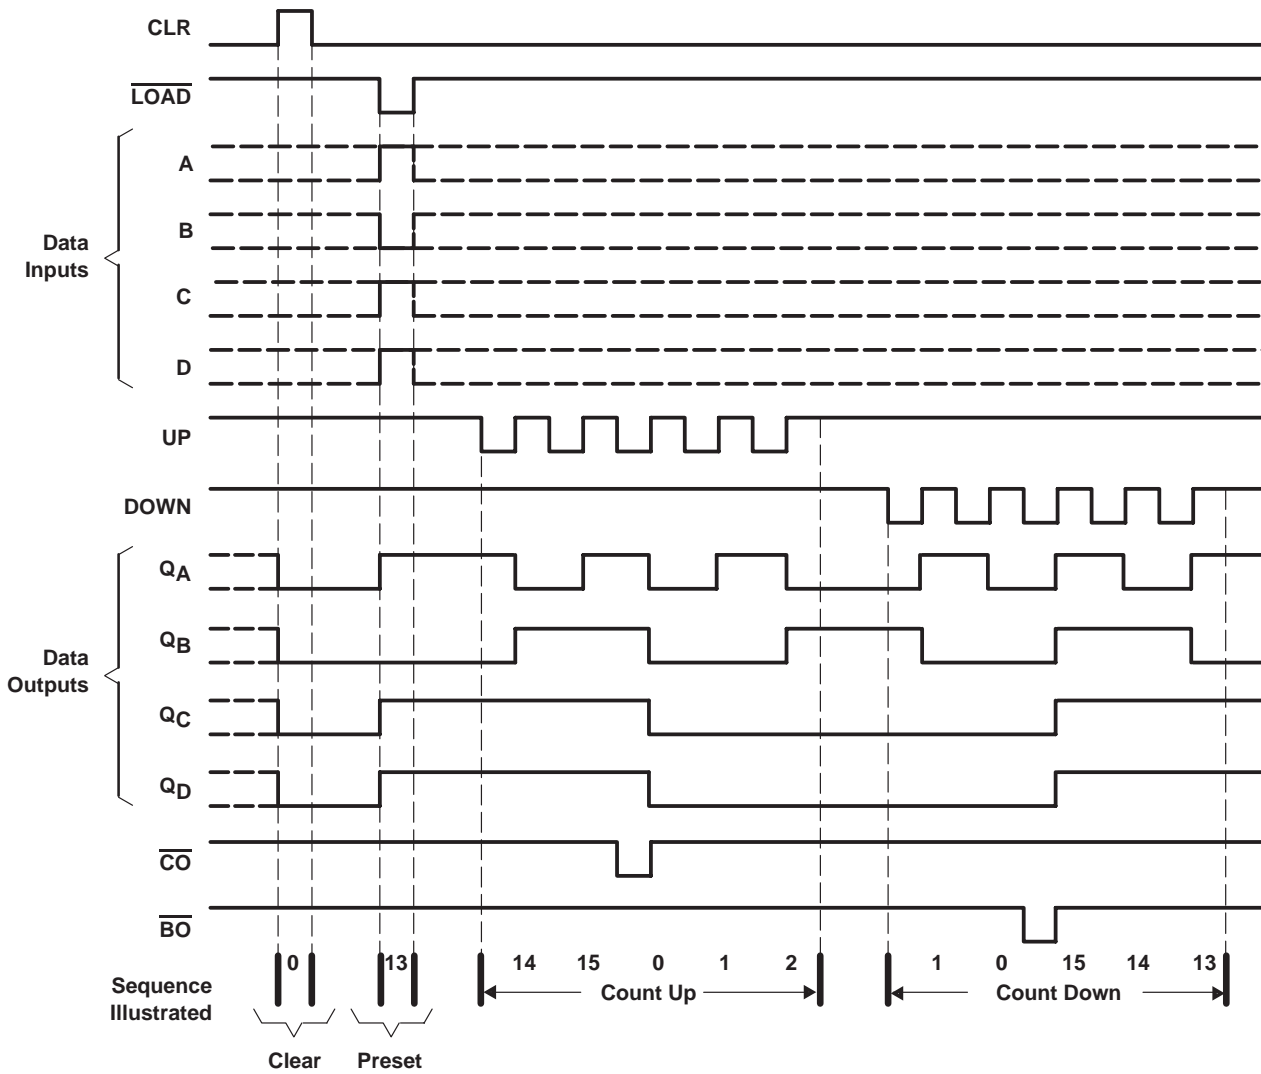 CLR
LOAD
A
B
Data
Inputs
C
D
UP
DOWN
QA
QB
Data
Outputs
QC
QD
CO
BO
0 13 14 15 0 1 2 1 0 15 14 13
Sequence
Illustrated
Count Up Count Down
Clear Preset